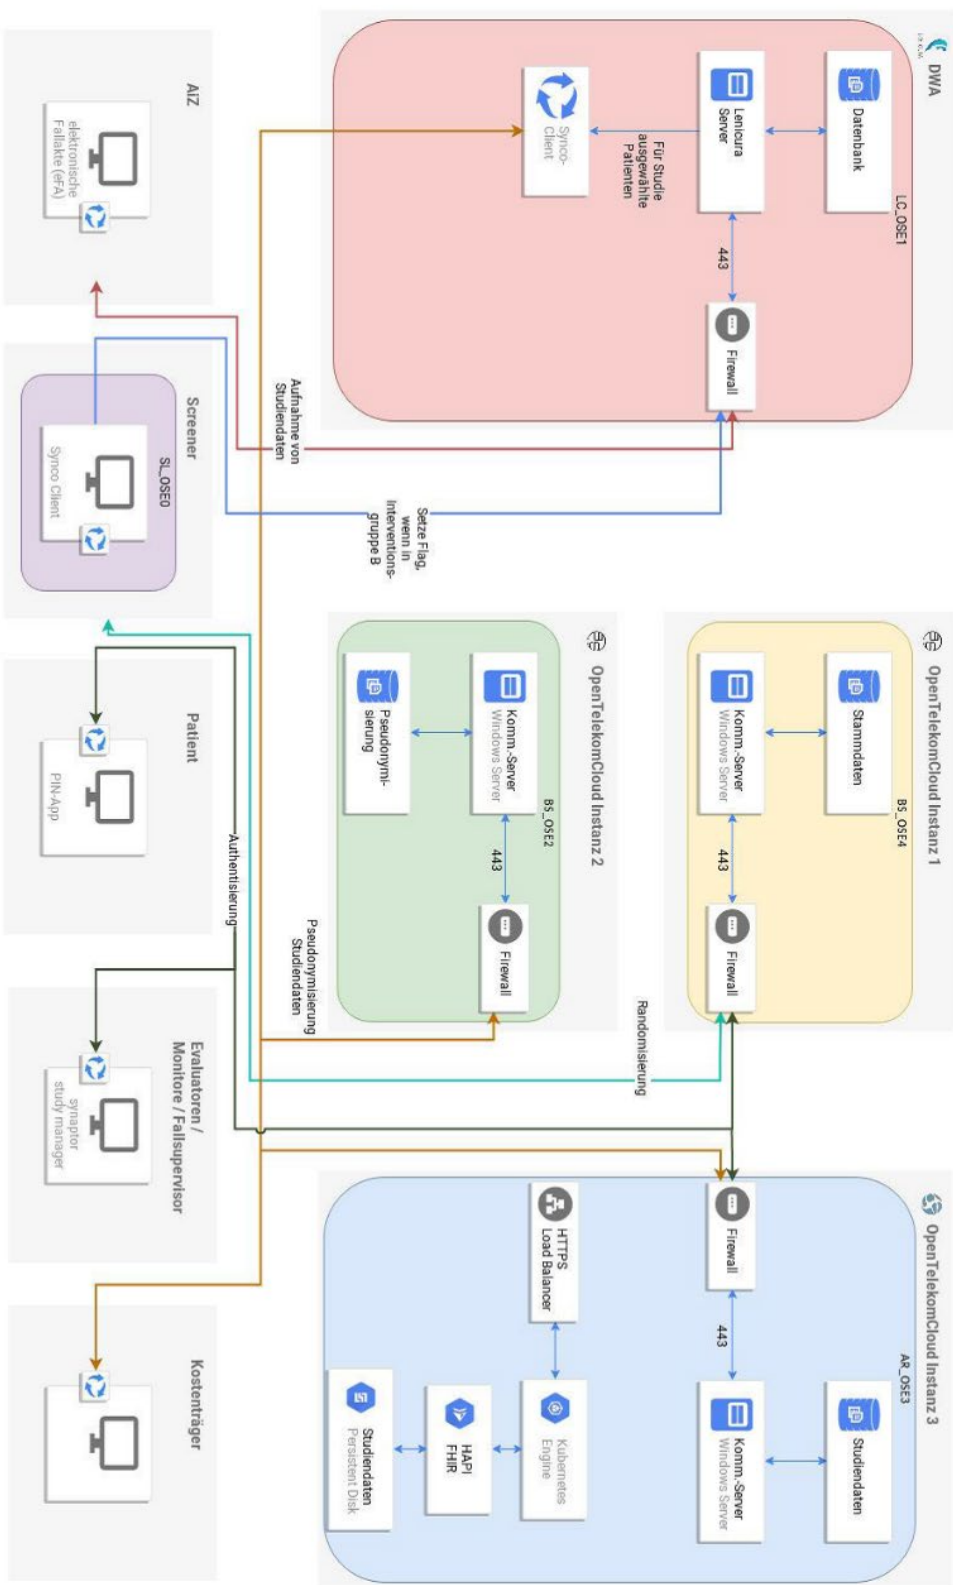 DWA
LC_OSE1
Datenbank
Lenicura
Server
443
Firewall
Für Studie
ausgewählte
Patienten
Synco-
Client
OpenTelekomCloud Instanz 1
BS_OSE4
Stammdaten
Komm.-Server
Windows Server
443
Firewall
OpenTelekomCloud Instanz 2
BS_OSE2
Komm.-Server
Windows Server
443
Firewall
Pseudonymi-
sierung
OpenTelekomCloud Instanz 3
AR_OSE3
Studiendaten
Firewall
443
Komm.-Server
Windows Server
HTTPS
Load Balancer
Kubernetes
Engine
HAPI
FHIR
Studiendaten
Persistent Disk
Aufnahme von
Studiendaten
Setze Flag,
wenn in
Interventions-
gruppe B
Randomisierung
Pseudonymisierung
Studiendaten
Authentisierung
AiZ
elektronische
Fallakte (eFA)
Screener
SL_OSE0
Synco Client
Patient
PIN-App
Evaluatoren /
Monitore / Fallsupervisor
synaptor
study manager
Kostenträger